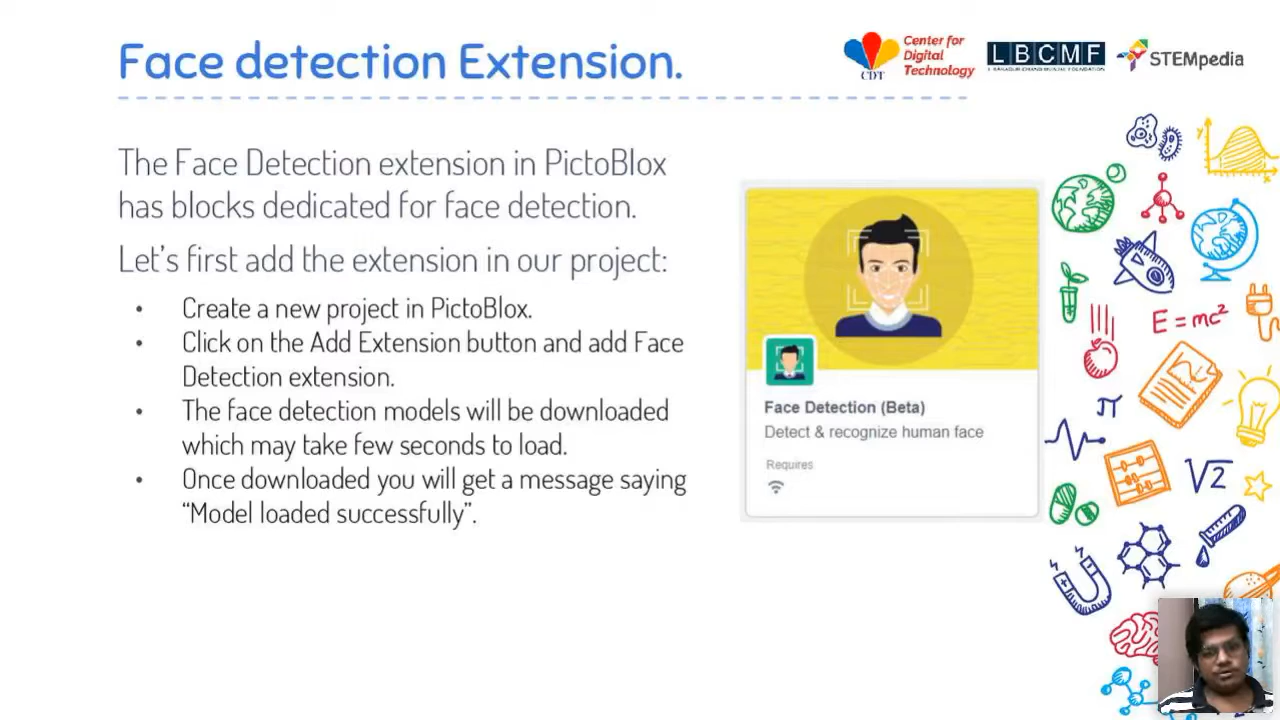 Face detection Extension.
Center for
Digital
Technology
CDT
LBCMF
STEMpedia
The Face Detection extension in PictoBlox
has blocks dedicated for face detection.
Let's first add the extension in our project:
• Create a new project in PictoBlox.
• Click on the Add Extension button and add Face
Detection extension.
• The face detection models will be downloaded
which may take few seconds to load.
• Once downloaded you will get a message saying
“Model loaded successfully”.
Face Detection (Beta)
Detect & recognize human face
Requires
y
x
E=mc²
π
√2